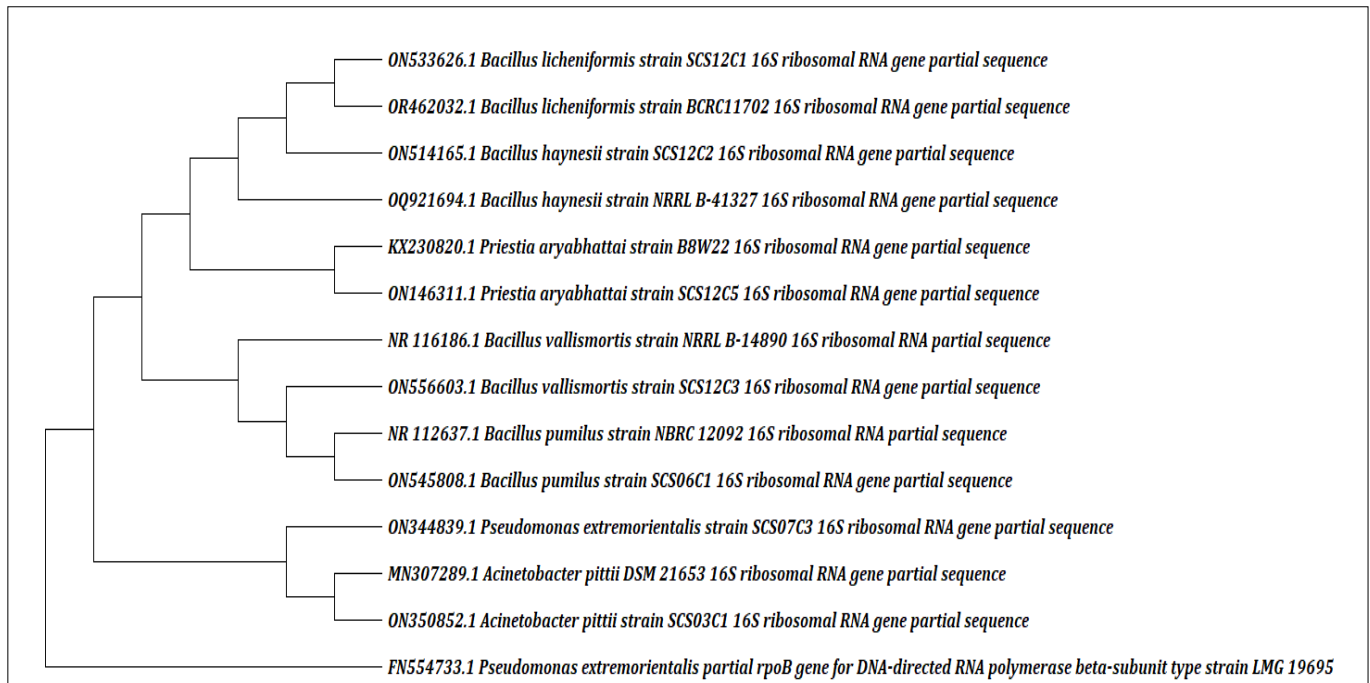 ON533626.1 Bacillus licheniformis strain SCS12C1 16S ribosomal RNA gene partial sequence
OR462032.1 Bacillus licheniformis strain BCRC11702 16S ribosomal RNA gene partial sequence
ON514165.1 Bacillus haynesii strain SCS12C2 16S ribosomal RNA gene partial sequence
OQ921694.1 Bacillus haynesii strain NRRL B-41327 16S ribosomal RNA gene partial sequence
KX230820.1 Priestia aryabhattai strain B8W22 16S ribosomal RNA gene partial sequence
ON146311.1 Priestia aryabhattai strain SCS12C5 16S ribosomal RNA gene partial sequence
NR 116186.1 Bacillus vallismortis strain NRRL B-14890 16S ribosomal RNA partial sequence
ON556603.1 Bacillus vallismortis strain SCS12C3 16S ribosomal RNA gene partial sequence
NR 112637.1 Bacillus pumilus strain NBRC 12092 16S ribosomal RNA partial sequence
ON545808.1 Bacillus pumilus strain SCS06C1 16S ribosomal RNA gene partial sequence
ON344839.1 Pseudomonas extremorientalis strain SCS07C3 16S ribosomal RNA gene partial sequence
MN307289.1 Acinetobacter pittii DSM 21653 16S ribosomal RNA gene partial sequence
ON350852.1 Acinetobacter pittii strain SCS03C1 16S ribosomal RNA gene partial sequence
FN554733.1 Pseudomonas extremorientalis partial rpoB gene for DNA-directed RNA polymerase beta-subunit type strain LMG 19695